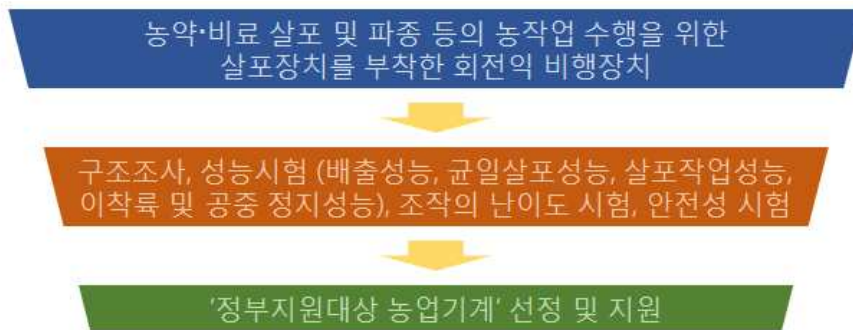 농약·비료 살포 및 파종 등의 농작업 수행을 위한
살포장치를 부착한 회전익 비행장치
구조조사, 성능시험 (배출성능, 균일살포성능, 살포작업성능,
이착륙 및 공중 정지성능), 조작의 난이도 시험, 안전성 시험
'정부지원대상 농업기계' 선정 및 지원